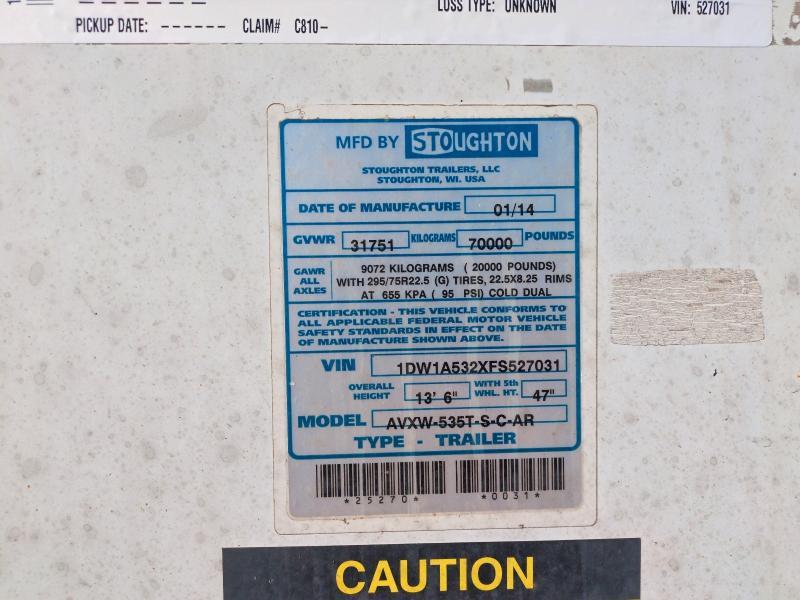 LOSS TYPE: UNKNOWN
VIN: 527031
PICKUP DATE: ------ CLAIM# C810-
MFD BY STOUGHTON
STOUGHTON TRAILERS, LLC
STOUGHTON, WI. USA
DATE OF MANUFACTURE 01/14
GVWR 31751 KILOGRAMS 70000 POUNDS
GAWR ALL AXLES
9072 KILOGRAMS ( 20000 POUNDS)
WITH 295/75R22.5 (G) TIRES, 22.5X8.25 RIMS
AT 655 KPA ( 95 PSI) COLD DUAL
CERTIFICATION - THIS VEHICLE CONFORMS TO
ALL APPLICABLE FEDERAL MOTOR VEHICLE
SAFETY STANDARDS IN EFFECT ON THE DATE
OF MANUFACTURE SHOWN ABOVE.
VIN 1DW1A532XFS527031
OVERALL HEIGHT 13' 6" WITH 5th WHL. HT. 47"
MODEL AVXW-535T-S-C-AR
TYPE - TRAILER
*25270* *0031*
CAUTION